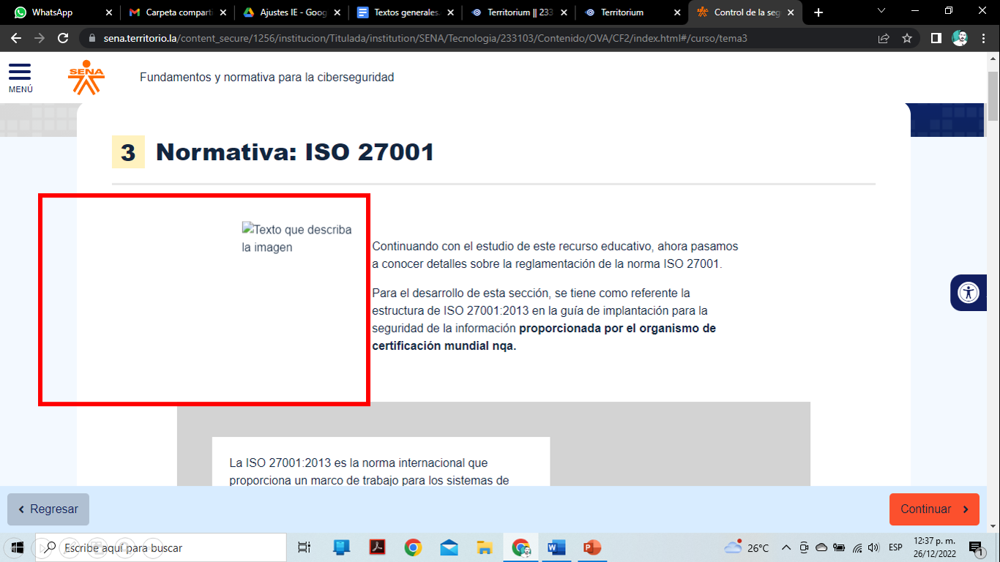 WhatsApp
Carpeta comparti
Ajustes IE - Goog
Textos generales.
Territorium || 233
Territorium
Control de la seg
sena.territorio.la/content_secure/1256/institucion/Titulada/institution/SENA/Tecnologia/233103/Contenido/OVA/CF2/index.html#/curso/tema3
MENÚ
SENA
Fundamentos y normativa para la ciberseguridad
3 Normativa: ISO 27001
Texto que describa
la imagen
Continuando con el estudio de este recurso educativo, ahora pasamos
a conocer detalles sobre la reglamentación de la norma ISO 27001.
Para el desarrollo de esta sección, se tiene como referente la
estructura de ISO 27001:2013 en la guía de implantación para la
seguridad de la información proporcionada por el organismo de
certificación mundial nqa.
La ISO 27001:2013 es la norma internacional que
proporciona un marco de trabajo para los sistemas de
Regresar
Continuar
Escribe aquí para buscar
26°C
ESP
12:37 p. m.
26/12/2022
1